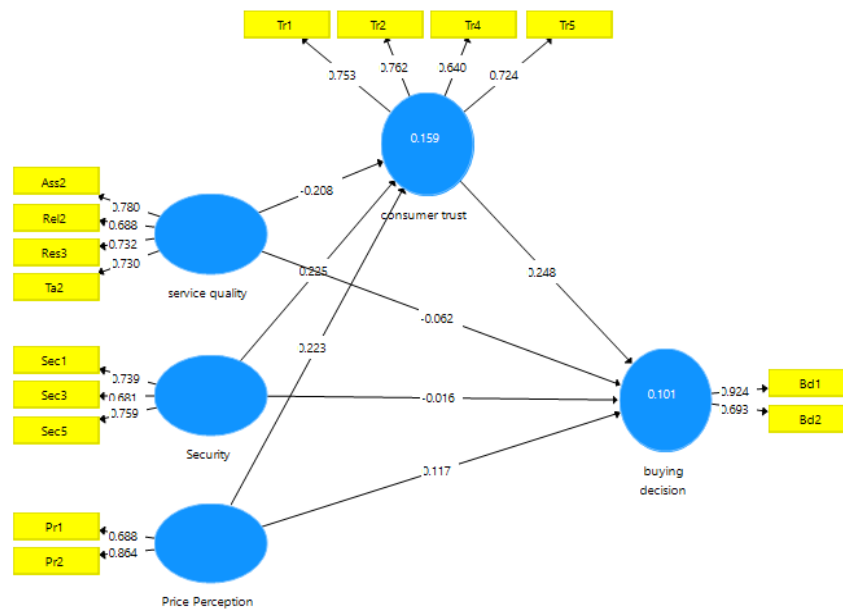 Tr1
Tr2
Tr4
Tr5
0.753
0.762
0.640
0.724
0.159
consumer trust
Ass2
Rel2
Res3
Ta2
0.780
0.688
0.732
0.730
service quality
-0.208
0.225
0.248
-0.062
0.223
Sec1
Sec3
Sec5
0.739
0.681
0.759
Security
-0.016
0.101
buying
decision
0.924
0.693
Bd1
Bd2
0.117
Pr1
Pr2
0.688
0.864
Price Perception